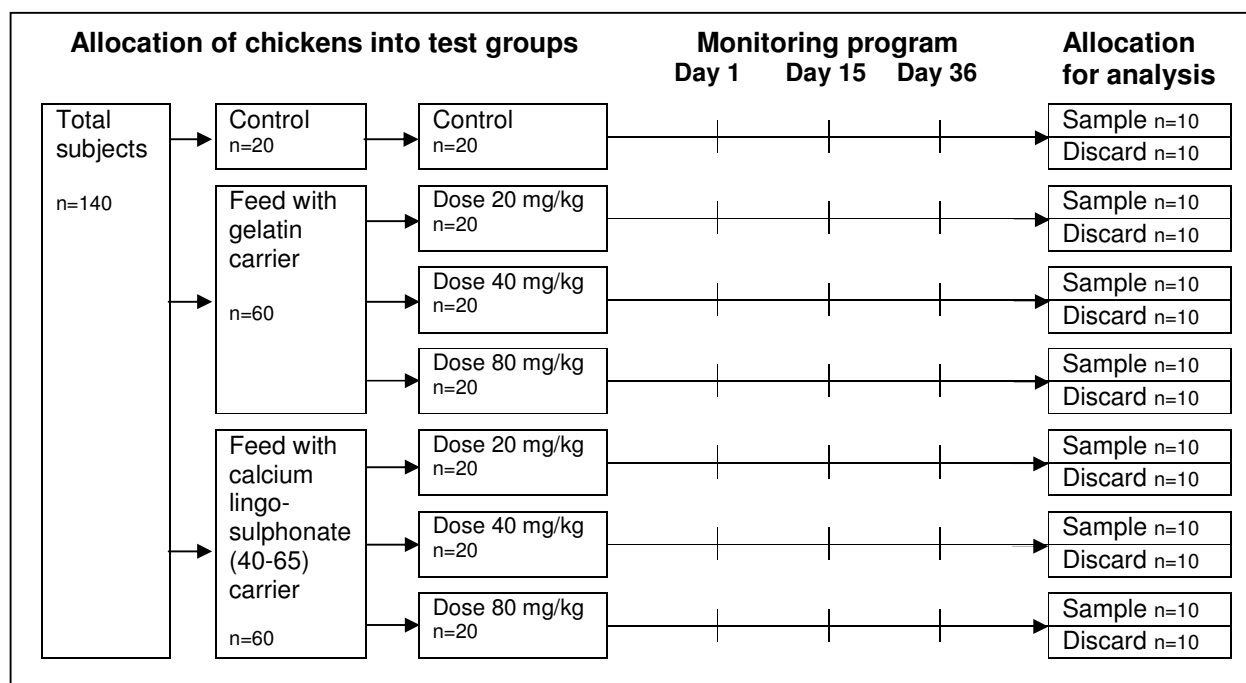 Allocation of chickens into test groups
Monitoring program
Day 1 Day 15 Day 36
Allocation
for analysis
Total
subjects
n=140
Control
n=20
Control
n=20
Sample n=10
Discard n=10
Feed with
gelatin
carrier
n=60
Dose 20 mg/kg
n=20
Sample n=10
Discard n=10
Dose 40 mg/kg
n=20
Sample n=10
Discard n=10
Dose 80 mg/kg
n=20
Sample n=10
Discard n=10
Feed with
calcium
lingo-
sulphonate
(40-65)
carrier
n=60
Dose 20 mg/kg
n=20
Sample n=10
Discard n=10
Dose 40 mg/kg
n=20
Sample n=10
Discard n=10
Dose 80 mg/kg
n=20
Sample n=10
Discard n=10